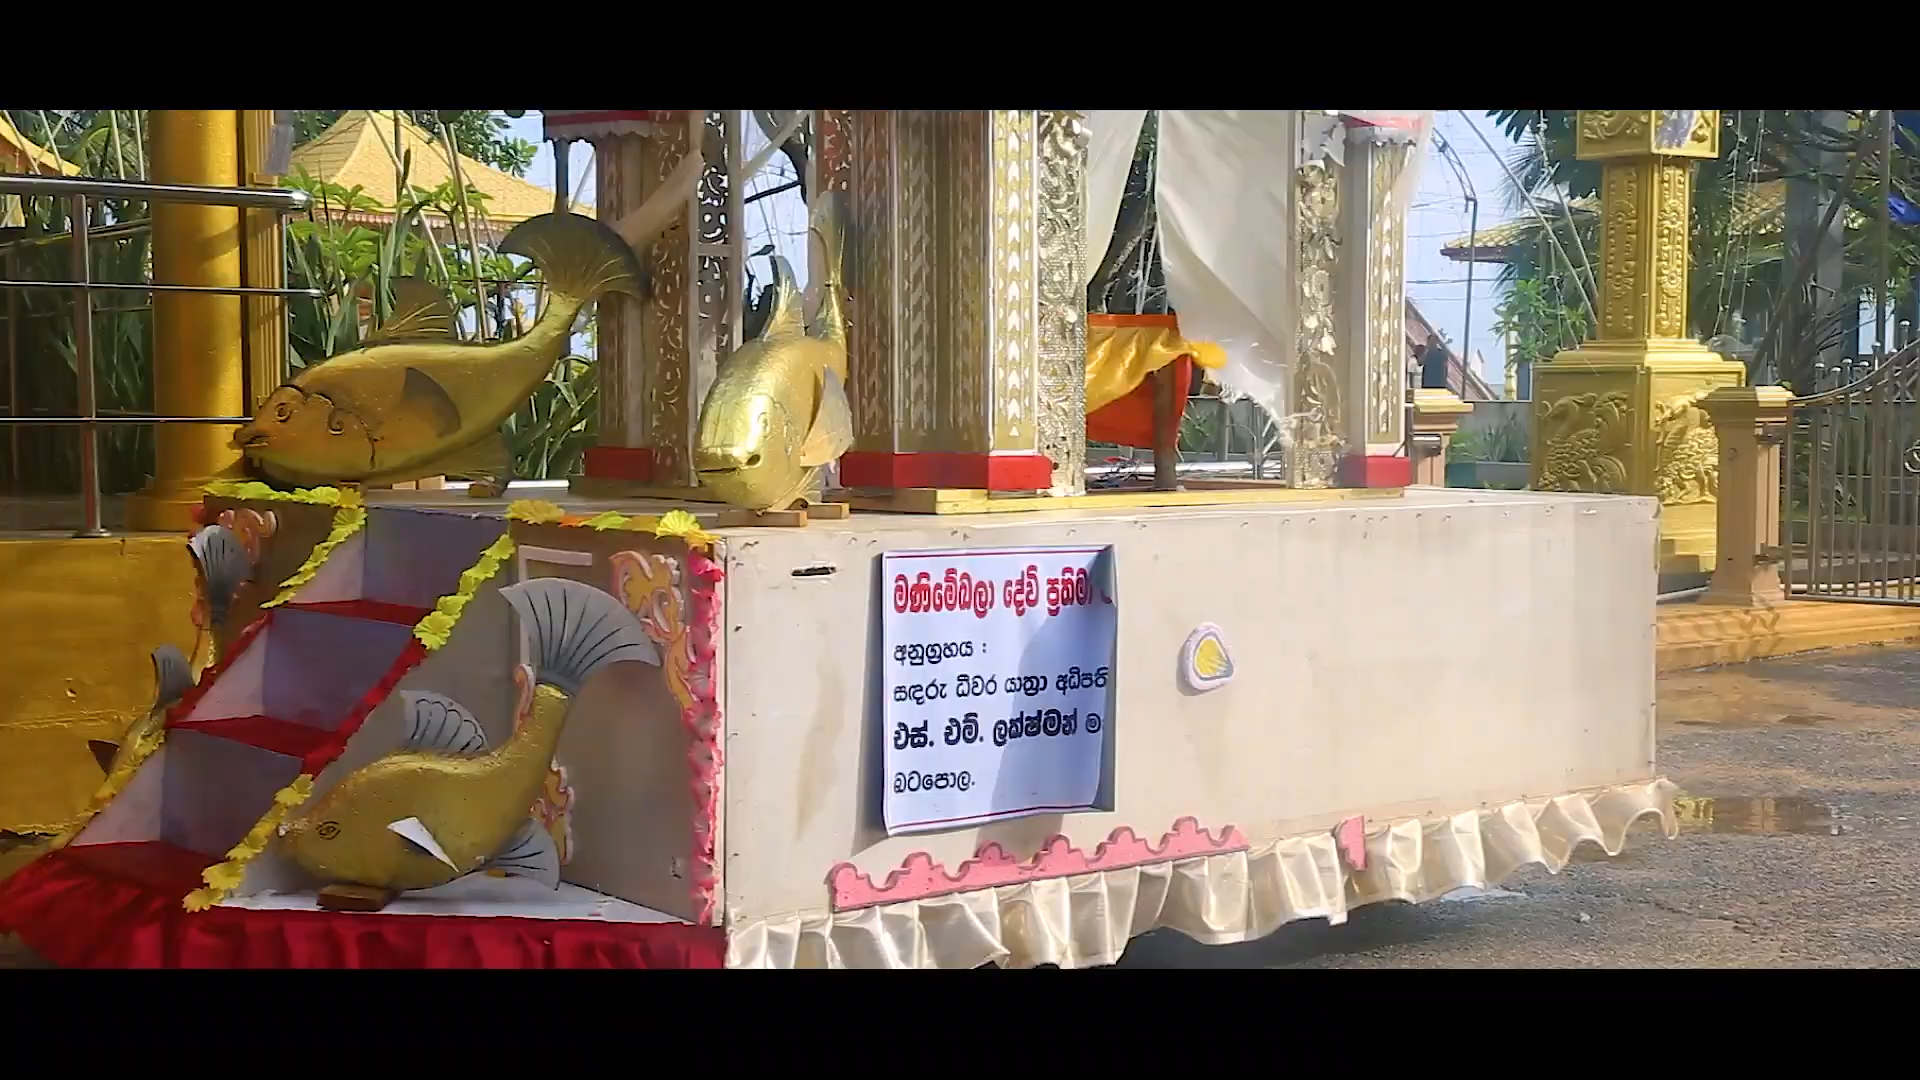 මණිමේඛලා දේවි ප්‍රතිමා
අනුග්‍රහය :
සඳරු ධීවර යාත්‍රා අධිපති
එස්. එම්. ලක්ෂ්මන් ම
බටපොල.